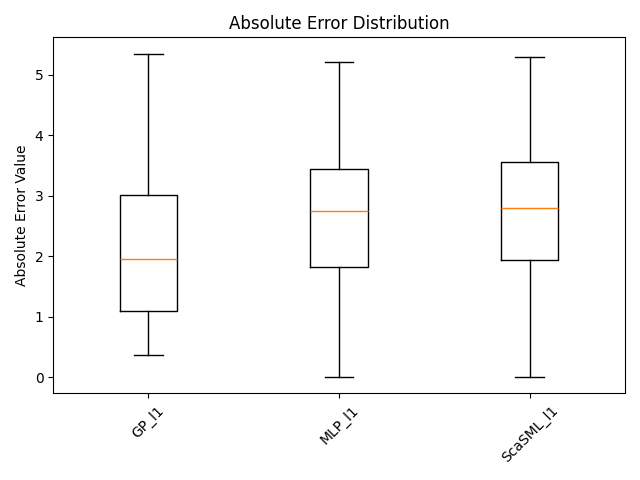 Absolute Error Distribution
Absolute Error Value
5
4
3
2
1
0
GP_l1
MLP_l1
ScaSML_l1